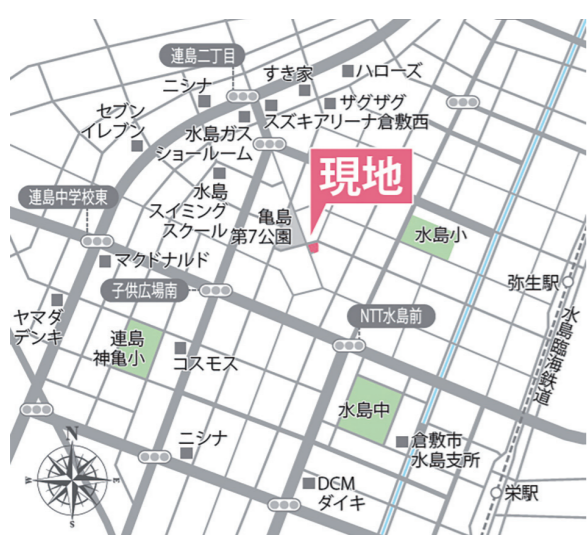 連島二丁目
ニシナ
すき家
ハローズ
ザグザグ
セブン
イレブン
スズキアリーナ倉敷西
水島ガス
ショールーム
現地
連島中学校東
水島
スイミング
スクール
亀島
第7公園
水島小
マクドナルド
弥生駅
子供広場南
NTT水島前
ヤマダ
デンキ
連島
神亀小
コスモス
水島臨海鉄道
水島中
ニシナ
倉敷市
水島支所
N
W
E
S
DCM
ダイキ
栄駅